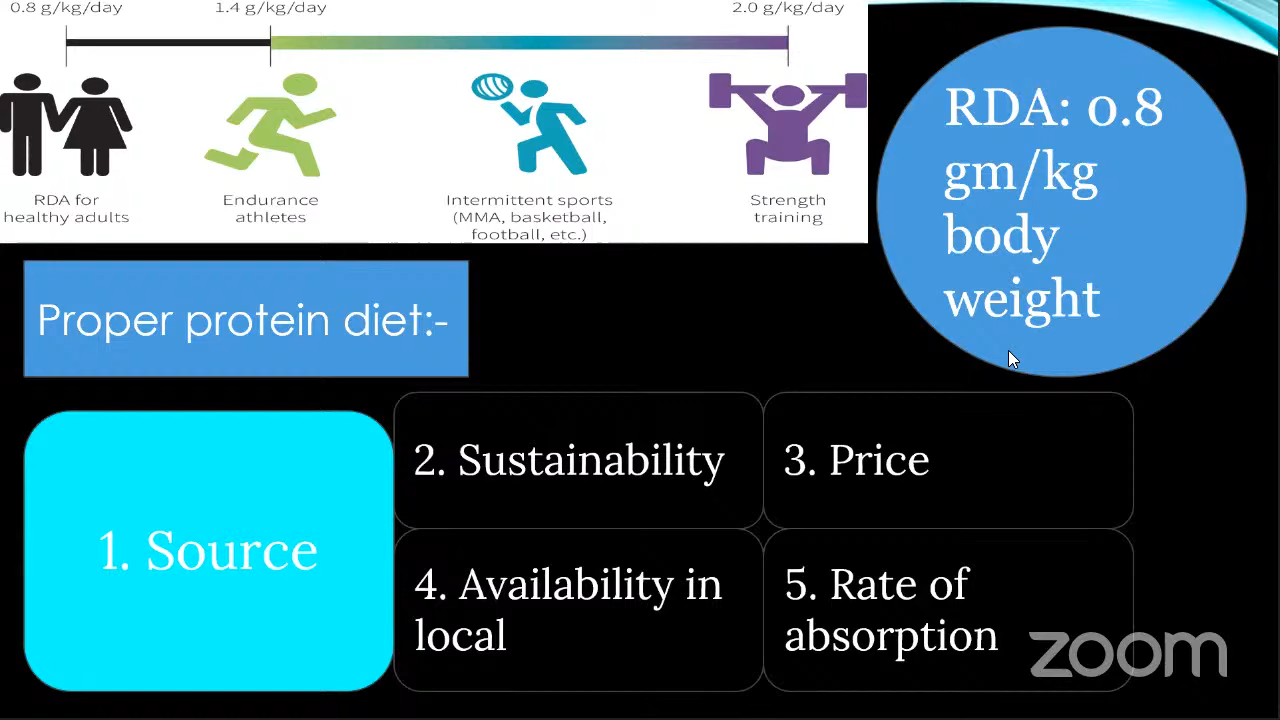 0.8 g/kg/day
1.4 g/kg/day
2.0 g/kg/day
RDA for
healthy adults
Endurance
athletes
Intermittent sports
(MMA, basketball,
football, etc.)
Strength
training
RDA: 0.8
gm/kg
body
weight
Proper protein diet:-
1. Source
2. Sustainability
3. Price
4. Availability in
local
5. Rate of
absorption
zoom